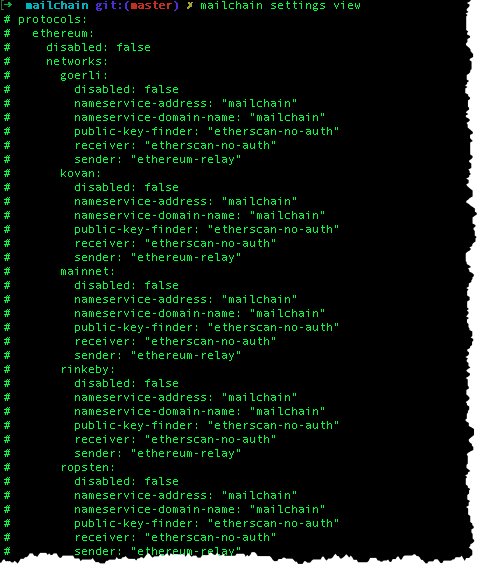 → mailchain git:(master) ✗ mailchain settings view
# protocols:
#   ethereum:
#     disabled: false
#     networks:
#       goerli:
#         disabled: false
#         nameservice-address: "mailchain"
#         nameservice-domain-name: "mailchain"
#         public-key-finder: "etherscan-no-auth"
#         receiver: "etherscan-no-auth"
#         sender: "ethereum-relay"
#       kovan:
#         disabled: false
#         nameservice-address: "mailchain"
#         nameservice-domain-name: "mailchain"
#         public-key-finder: "etherscan-no-auth"
#         receiver: "etherscan-no-auth"
#         sender: "ethereum-relay"
#       mainnet:
#         disabled: false
#         nameservice-address: "mailchain"
#         nameservice-domain-name: "mailchain"
#         public-key-finder: "etherscan-no-auth"
#         receiver: "etherscan-no-auth"
#         sender: "ethereum-relay"
#       rinkeby:
#         disabled: false
#         nameservice-address: "mailchain"
#         nameservice-domain-name: "mailchain"
#         public-key-finder: "etherscan-no-auth"
#         receiver: "etherscan-no-auth"
#         sender: "ethereum-relay"
#       ropsten:
#         disabled: false
#         nameservice-address: "mailchain"
#         nameservice-domain-name: "mailchain"
#         public-key-finder: "etherscan-no-auth"
#         receiver: "etherscan-no-auth"
#         sender: "ethereum-relay"